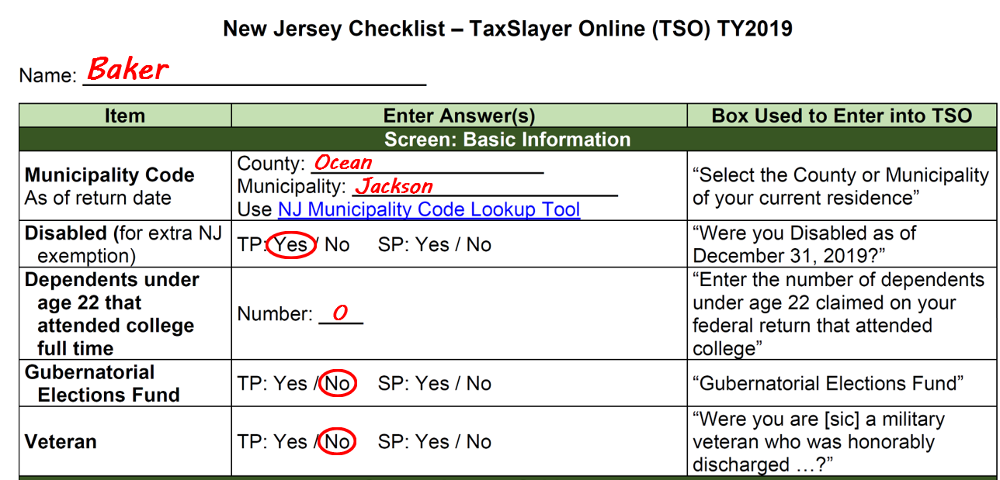 New Jersey Checklist – TaxSlayer Online (TSO) TY2019
Name: Baker
Item Enter Answer(s) Box Used to Enter into TSO
Screen: Basic Information
Municipality Code
As of return date
County: Ocean
Municipality: Jackson
Use NJ Municipality Code Lookup Tool
“Select the County or Municipality
of your current residence”
Disabled (for extra NJ
exemption)
TP: Yes / No SP: Yes / No
“Were you Disabled as of
December 31, 2019?”
Dependents under
age 22 that
attended college
full time
Number: 0
“Enter the number of dependents
under age 22 claimed on your
federal return that attended
college”
Gubernatorial
Elections Fund
TP: Yes / No SP: Yes / No
“Gubernatorial Elections Fund”
Veteran
TP: Yes / No SP: Yes / No
“Were you are [sic] a military
veteran who was honorably
discharged …?”